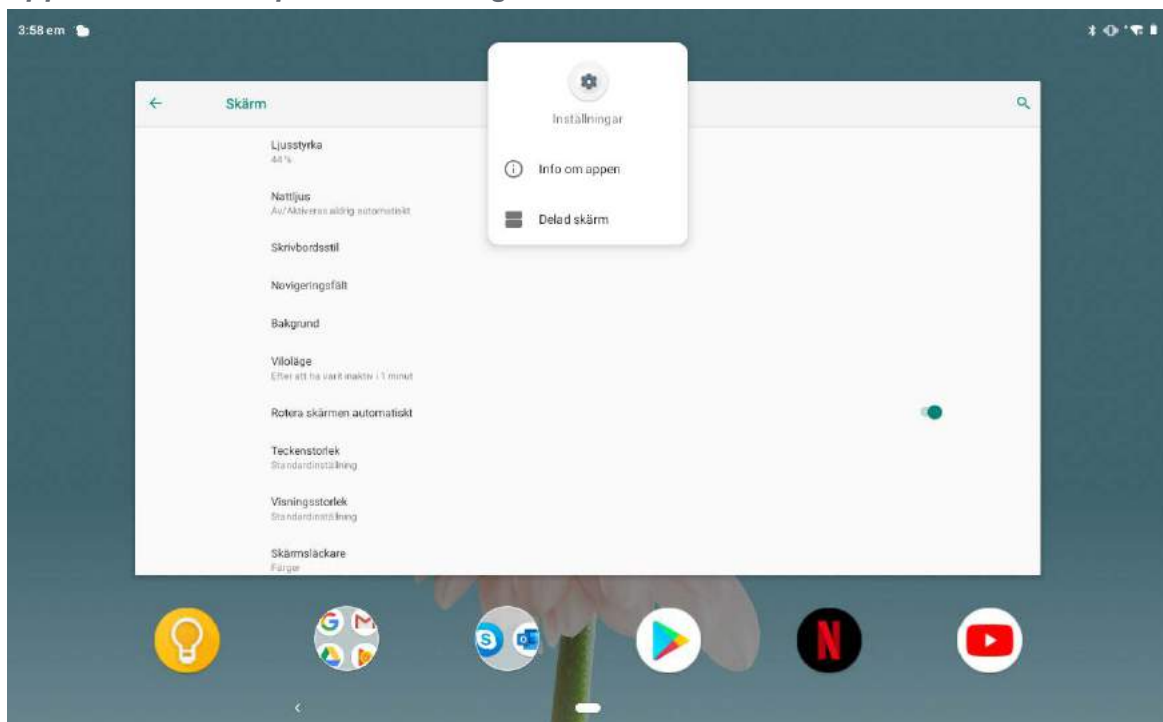 3:58 em
Inställningar
Info om appen
Delad skärm
Skärm
Ljusstyrka
44 %
Nattljus
Av/Aktiveras aldrig automatiskt
Skrivbordsstil
Navigeringsfält
Bakgrund
Viloläge
Efter att ha varit inaktiv i 1 minut
Rotera skärmen automatiskt
Teckenstorlek
Standardinställning
Visningsstorlek
Standardinställning
Skärmsläckare
Färger
G M
S
N